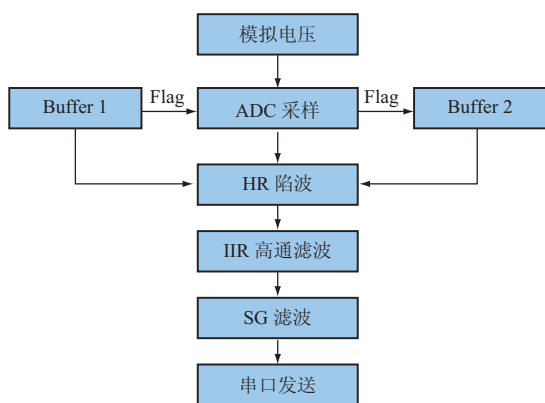 模拟电压
Flag
Flag
Buffer 1
ADC 采样
Buffer 2
HR 陷波
IIR 高通滤波
SG 滤波
串口发送